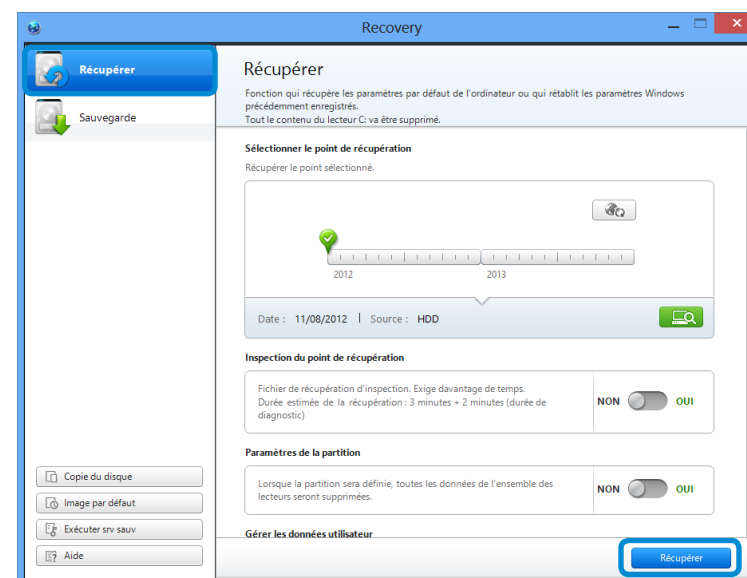 Recovery
Récupérer
Sauvegarde
Copie du disque
Image par défaut
Exécuter srv sauv
Aide
Récupérer
Fonction qui récupère les paramètres par défaut de l'ordinateur ou qui rétablit les paramètres Windows
précédemment enregistrés.
Tout le contenu du lecteur C: va être supprimé.
Sélectionner le point de récupération
Récupérer le point sélectionné.
2012 2013
Date : 11/08/2012 | Source : HDD
Inspection du point de récupération
Fichier de récupération d'inspection. Exige davantage de temps.
Durée estimée de la récupération : 3 minutes + 2 minutes (durée de
diagnostic)
NON OUI
Paramètres de la partition
Lorsque la partition sera définie, toutes les données de l'ensemble des
lecteurs seront supprimées.
NON OUI
Gérer les données utilisateur
Récupérer